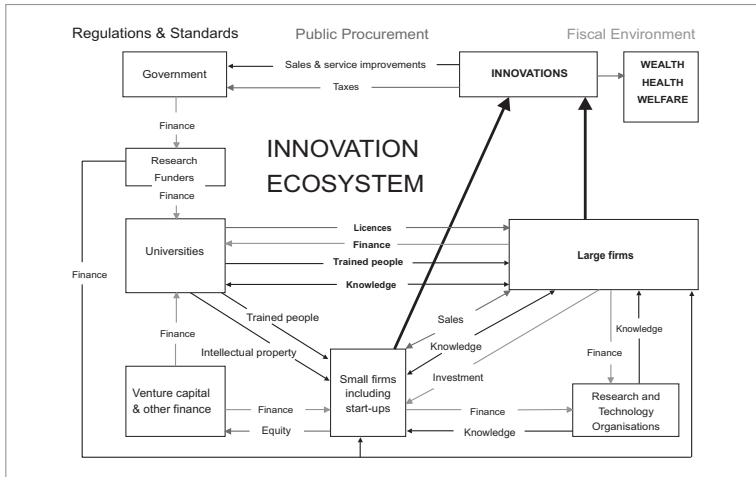 Regulations & Standards
Public Procurement
Fiscal Environment
Government
Sales & service improvements
Taxes
INNOVATIONS
WEALTH
HEALTH
WELFARE
Finance
INNOVATION
ECOSYSTEM
Research
Funders
Finance
Universities
Licences
Finance
Trained people
Knowledge
Large firms
Finance
Trained people
Intellectual property
Sales
Knowledge
Investment
Finance
Knowledge
Finance
Venture capital
& other finance
Finance
Equity
Small firms
including
start-ups
Finance
Knowledge
Research and
Technology
Organisations